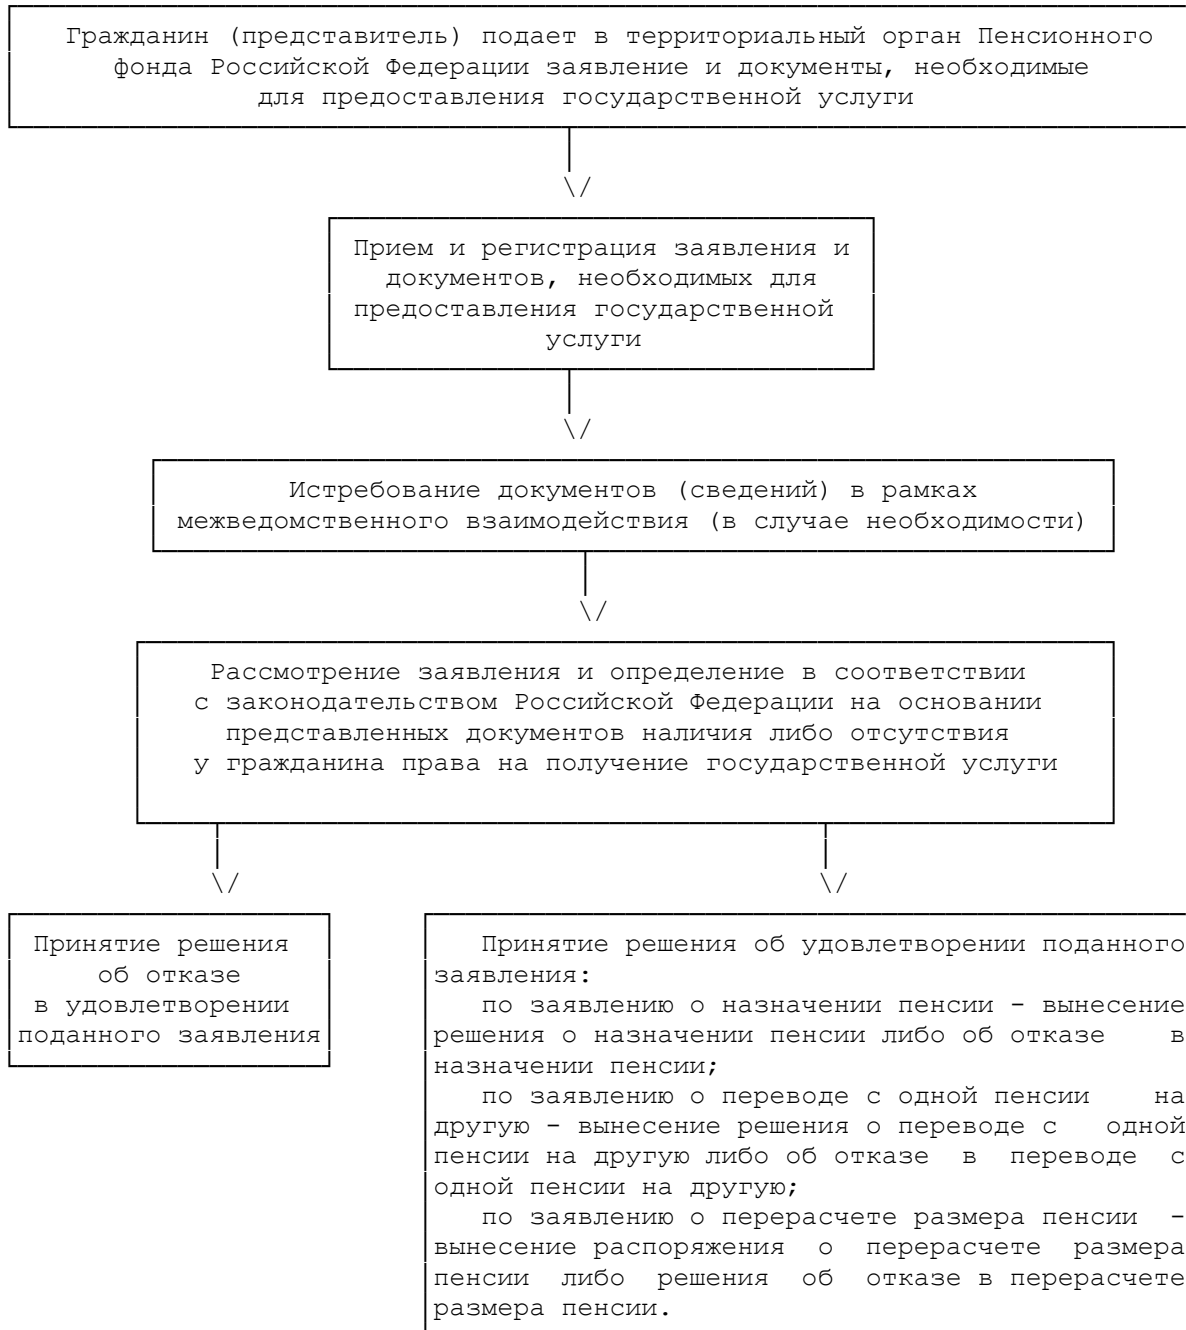 Гражданин (представитель) подает в территориальный орган Пенсионного
фонда Российской Федерации заявление и документы, необходимые
для предоставления государственной услуги
Прием и регистрация заявления и
документов, необходимых для
предоставления государственной
услуги
Истребование документов (сведений) в рамках
межведомственного взаимодействия (в случае необходимости)
Рассмотрение заявления и определение в соответствии
с законодательством Российской Федерации на основании
представленных документов наличия либо отсутствия
у гражданина права на получение государственной услуги
Принятие решения
об отказе
в удовлетворении
поданного заявления
Принятие решения об удовлетворении поданного
заявления:
по заявлению о назначении пенсии - вынесение
решения о назначении пенсии либо об отказе в
назначении пенсии;
по заявлению о переводе с одной пенсии на
другую - вынесение решения о переводе с одной
пенсии на другую либо об отказе в переводе с
одной пенсии на другую;
по заявлению о перерасчете размера пенсии -
вынесение распоряжения о перерасчете размера
пенсии либо решения об отказе в перерасчете
размера пенсии.